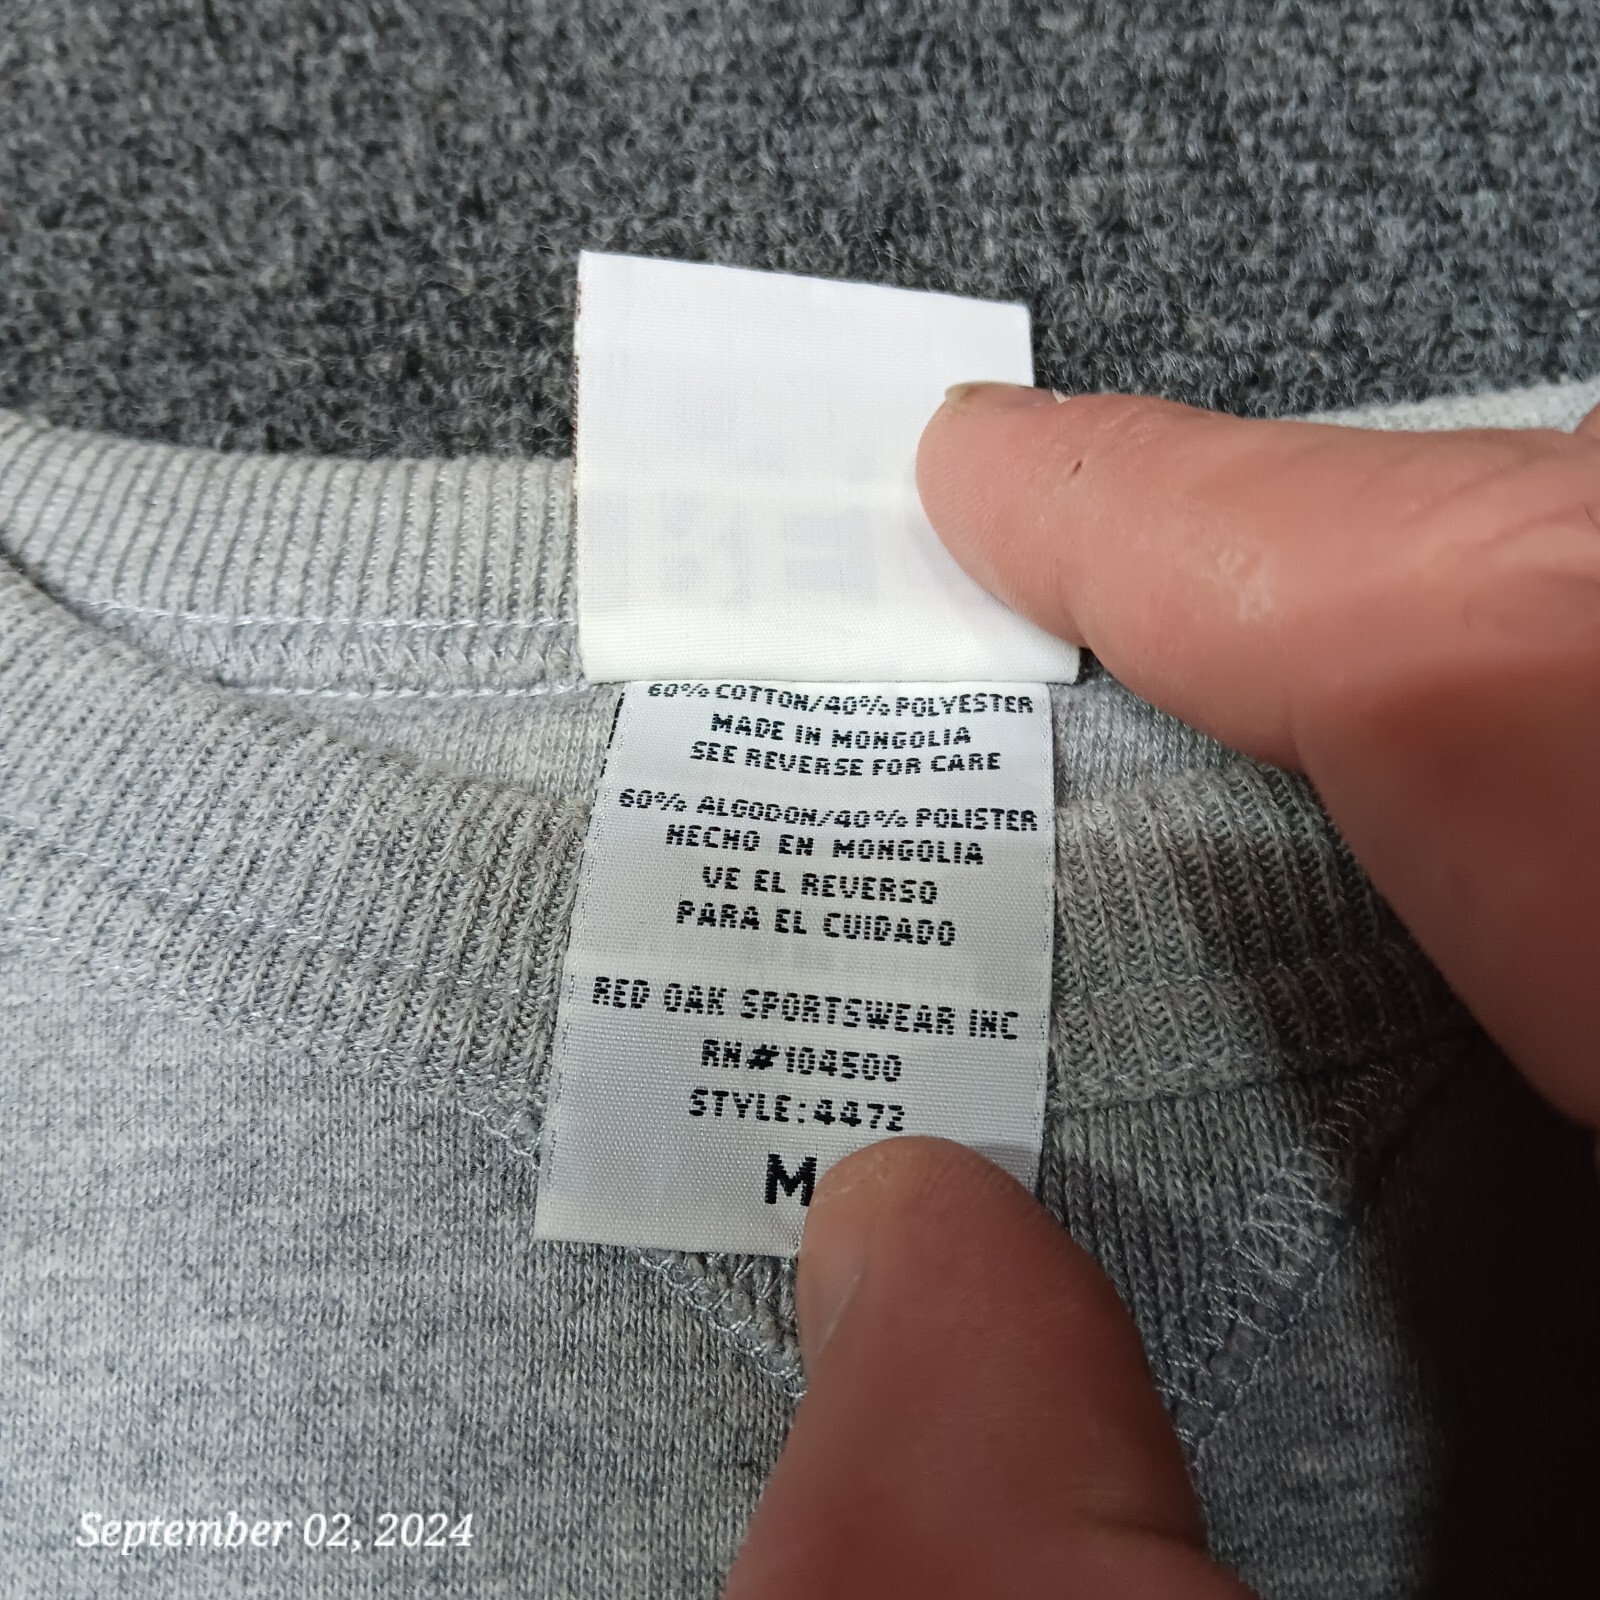 60% COTTON/40% POLYESTER
MADE IN MONGOLIA
SEE REVERSE FOR CARE
60% ALGODON/40% POLISTER
HECHO EN MONGOLIA
VE EL REVERSO
PARA EL CUIDADO
RED OAK SPORTSWEAR INC
RN#104500
STYLE:4472
M
September 02, 2024